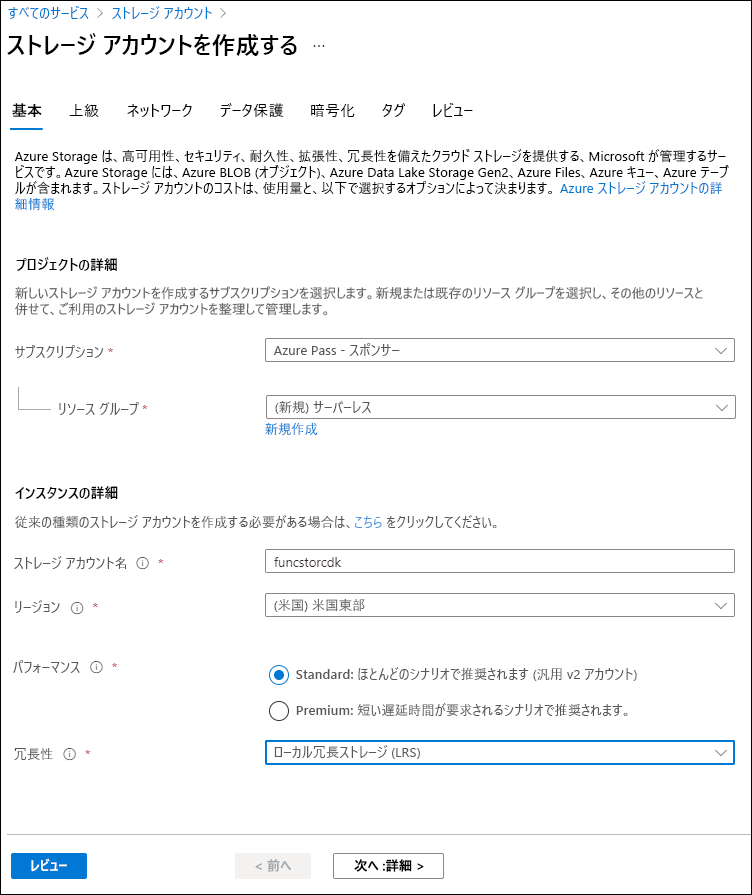 すべてのサービス > ストレージ アカウント >
ストレージ アカウントを作成する ...
基本 上級 ネットワーク データ保護 暗号化 タグ レビュー
Azure Storage は、高可用性、セキュリティ、耐久性、拡張性、冗長性を備えたクラウド ストレージを提供する、Microsoft が管理するサー
ビスです。Azure Storage には、Azure BLOB (オブジェクト)、Azure Data Lake Storage Gen2、Azure Files、Azure キュー、Azure テーブ
ルが含まれます。ストレージ アカウントのコストは、使用量と、以下で選択するオプションによって決まります。 Azure ストレージ アカウントの詳
細情報
プロジェクトの詳細
新しいストレージ アカウントを作成するサブスクリプションを選択します。新規または既存のリソース グループを選択し、その他のリソースと
併せて、ご利用のストレージ アカウントを整理して管理します。
サブスクリプション * Azure Pass - スポンサー
リソース グループ * (新規) サーバーレス
新規作成
インスタンスの詳細
従来の種類のストレージ アカウントを作成する必要がある場合は、こちら をクリックしてください。
ストレージ アカウント名 * funcstorcdk
リージョン * (米国) 米国東部
パフォーマンス * Standard: ほとんどのシナリオで推奨されます (汎用 v2 アカウント)
Premium: 短い遅延時間が要求されるシナリオで推奨されます。
冗長性 * ローカル冗長ストレージ (LRS)
レビュー < 前へ 次へ :詳細 >